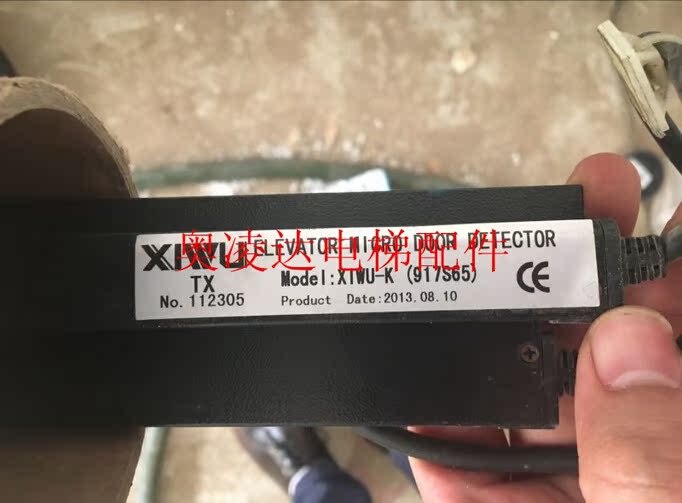 XIWU ELEVATOR MICRO DOOR DETECTOR
奥凌达电梯配件
TX Model:XIWU-K (917S65)
No. 112305 Product Date:2013.08.10
CE